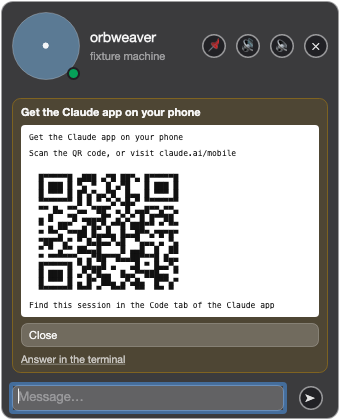 orbweaver
fixture machine
Get the Claude app on your phone
Get the Claude app on your phone
Scan the QR code, or visit claude.ai/mobile
Find this session in the Code tab of the Claude app
Close
Answer in the terminal
Message…